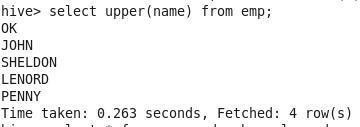 hive> select upper(name) from emp;
OK
JOHN
SHELDON
LENORD
PENNY
Time taken: 0.263 seconds, Fetched: 4 row(s)